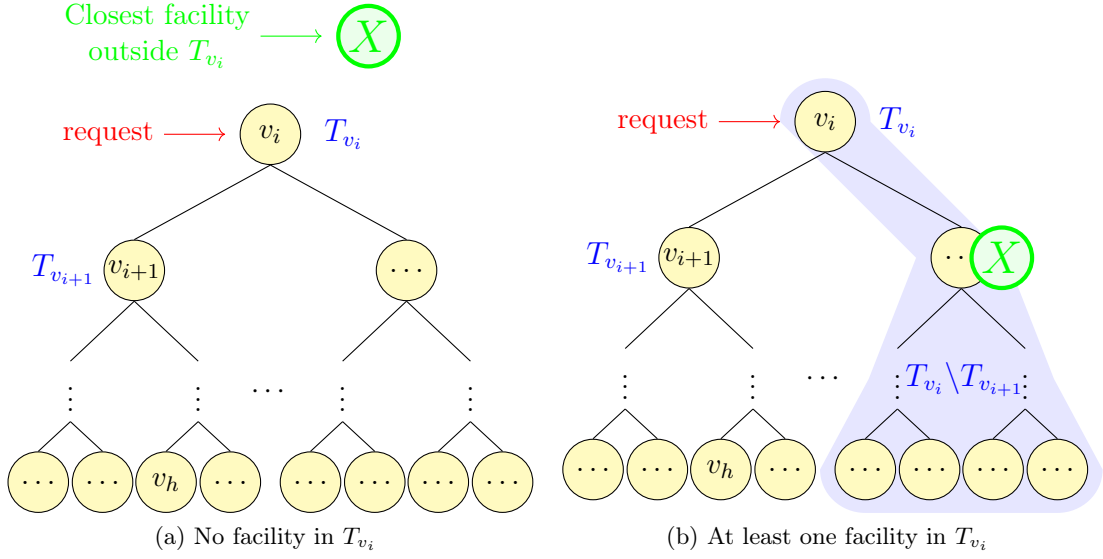 Closest facility
outside T_{v_i}
X
request
v_i
T_{v_i}
T_{v_{i+1}}
v_{i+1}
...
⋮ ⋮ ... ⋮ ⋮
... ... v_h ... ... ... ... ...
(a) No facility in T_{v_i}
request
v_i
T_{v_i}
T_{v_{i+1}}
v_{i+1}
..
X
⋮ ⋮ ... ⋮ T_{v_i}\T_{v_{i+1}} ⋮
... ... v_h ... ... ... ... ...
(b) At least one facility in T_{v_i}